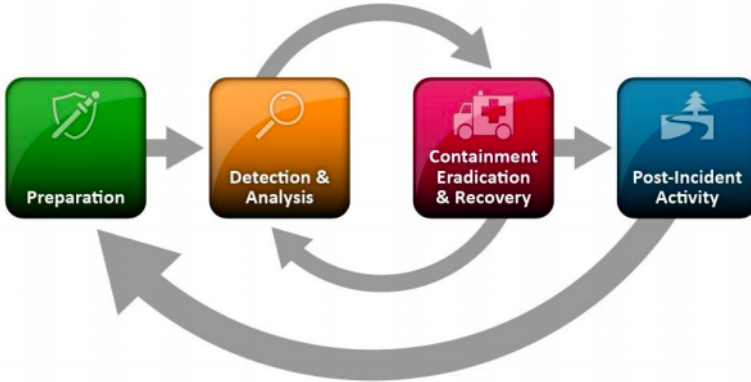 Preparation
Detection &
Analysis
Containment
Eradication
& Recovery
Post-Incident
Activity